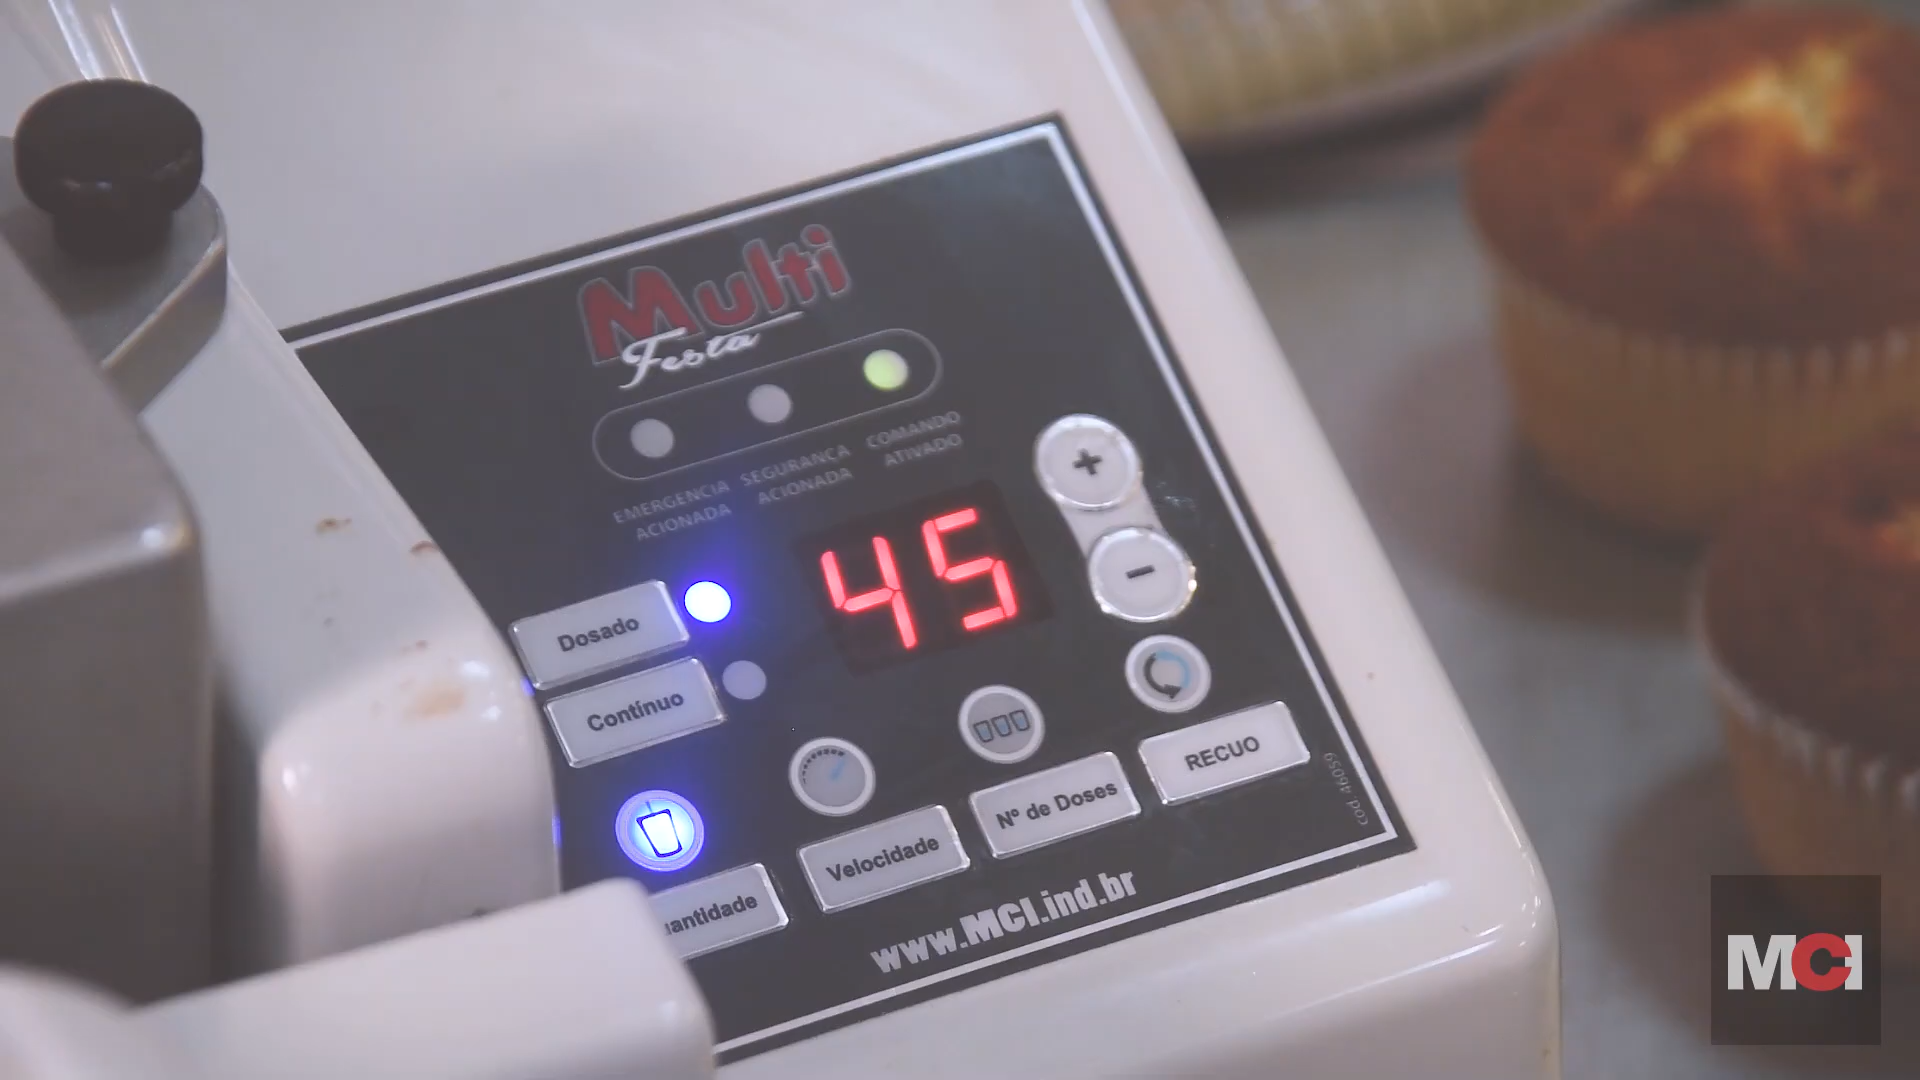 Multi
Festa
EMERGENCIA
ACIONADA
SEGURANCA
ACIONADA
COMANDO
ATIVADO
+
45
-
Dosado
Contínuo
uantidade
Velocidade
Nº de Doses
RECUO
cod.46059
www.MCI.ind.br
MCI